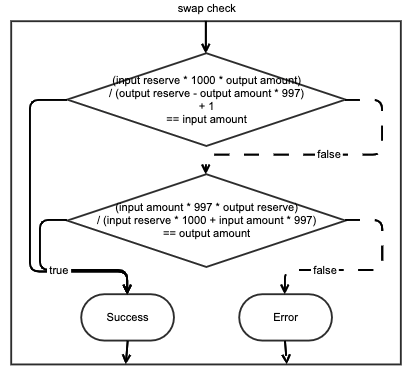 swap check
(input reserve * 1000 * output amount)
/ (output reserve - output amount * 997)
+ 1
== input amount
false
(input amount * 997 * output reserve)
/ (input reserve * 1000 + input amount * 997)
== output amount
true
false
Success
Error